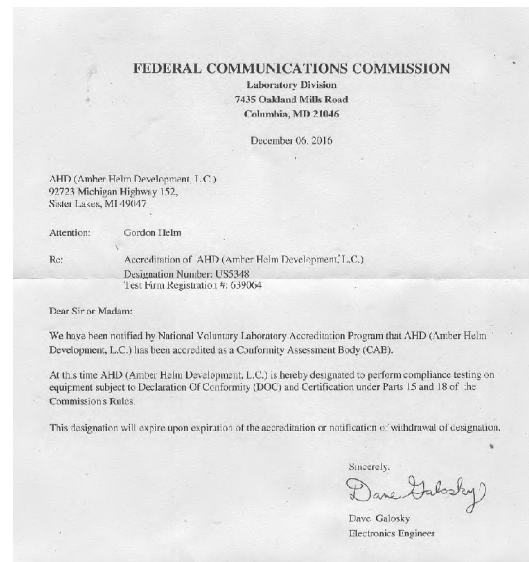 FEDERAL COMMUNICATIONS COMMISSION
Laboratory Division
7435 Oakland Mills Road
Columbia, MD 21046
December 06, 2016
AHD (Amber Helm Development, L.C.)
92723 Michigan Highway 152,
Sister Lakes, MI 49047
Attention: Gordon Helm
Re: Accreditation of AHD (Amber Helm Development, L.C.)
Designation Number: US5348
Test Firm Registration #: 639064
Dear Sir or Madam:
We have been notified by National Voluntary Laboratory Accreditation Program that AHD (Amber Helm
Development, L.C.) has been accredited as a Conformity Assessment Body (CAB).
At this time AHD (Amber Helm Development, L.C.) is hereby designated to perform compliance testing on
equipment subject to Declaration Of Conformity (DOC) and Certification under Parts 15 and 18 of the
Commission's Rules.
This designation will expire upon expiration of the accreditation or notification of withdrawal of designation.
Sincerely,
Dave Galosky
Dave Galosky
Electronics Engineer